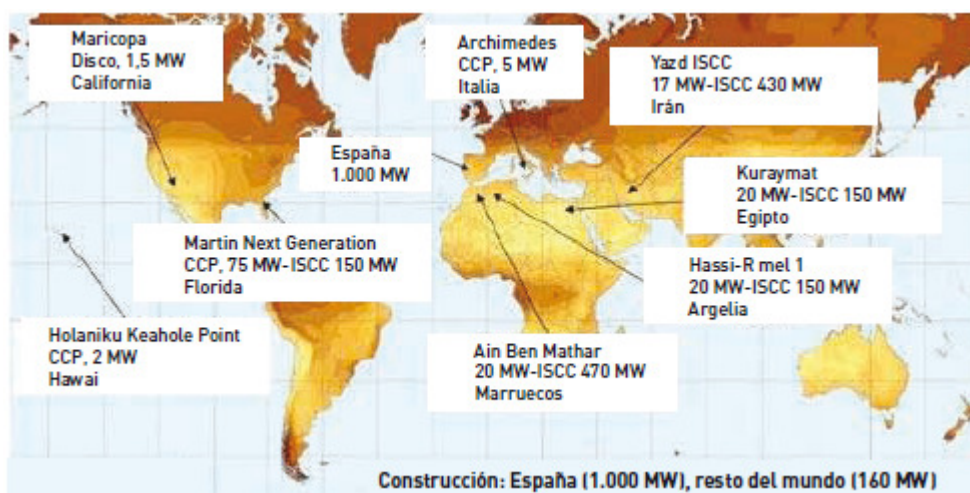 Maricopa
Disco, 1,5 MW
California
Archimedes
CCP, 5 MW
Italia
Yazd ISCC
17 MW-ISCC 430 MW
Irán
España
1.000 MW
Kuraymat
20 MW-ISCC 150 MW
Egipto
Martin Next Generation
CCP, 75 MW-ISCC 150 MW
Florida
Hassi-R mel 1
20 MW-ISCC 150 MW
Argelia
Holaniku Keahole Point
CCP, 2 MW
Hawai
Ain Ben Mathar
20 MW-ISCC 470 MW
Marruecos
Construcción: España (1.000 MW), resto del mundo (160 MW)